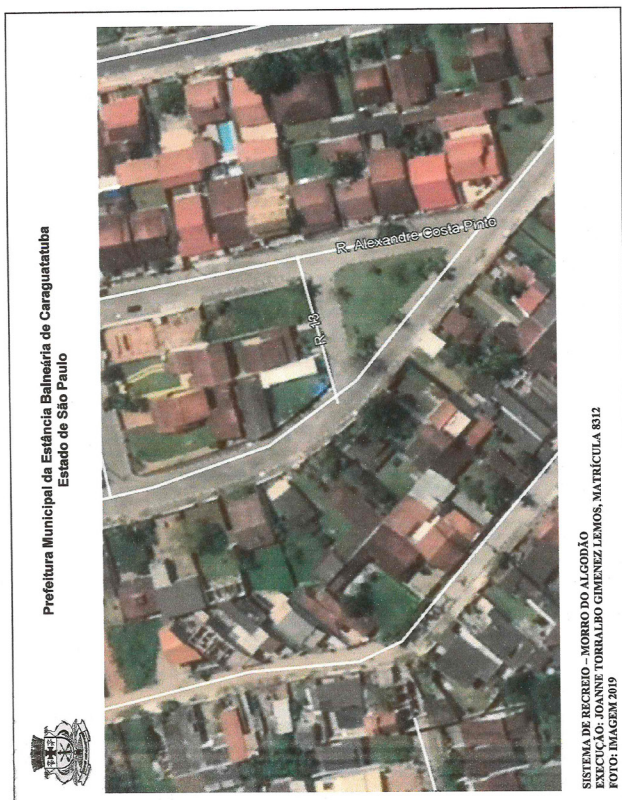 Prefeitura Municipal da Estância Balneária de Caraguatatuba
Estado de São Paulo
R. Alexandre Costa Pinto
R. 13
SISTEMA DE RECREIO – MORRO DO ALGODÃO
EXECUÇÃO: JOANNE TORRALBO GIMENEZ LEMOS, MATRÍCULA 8312
FOTO: IMAGEM 2019